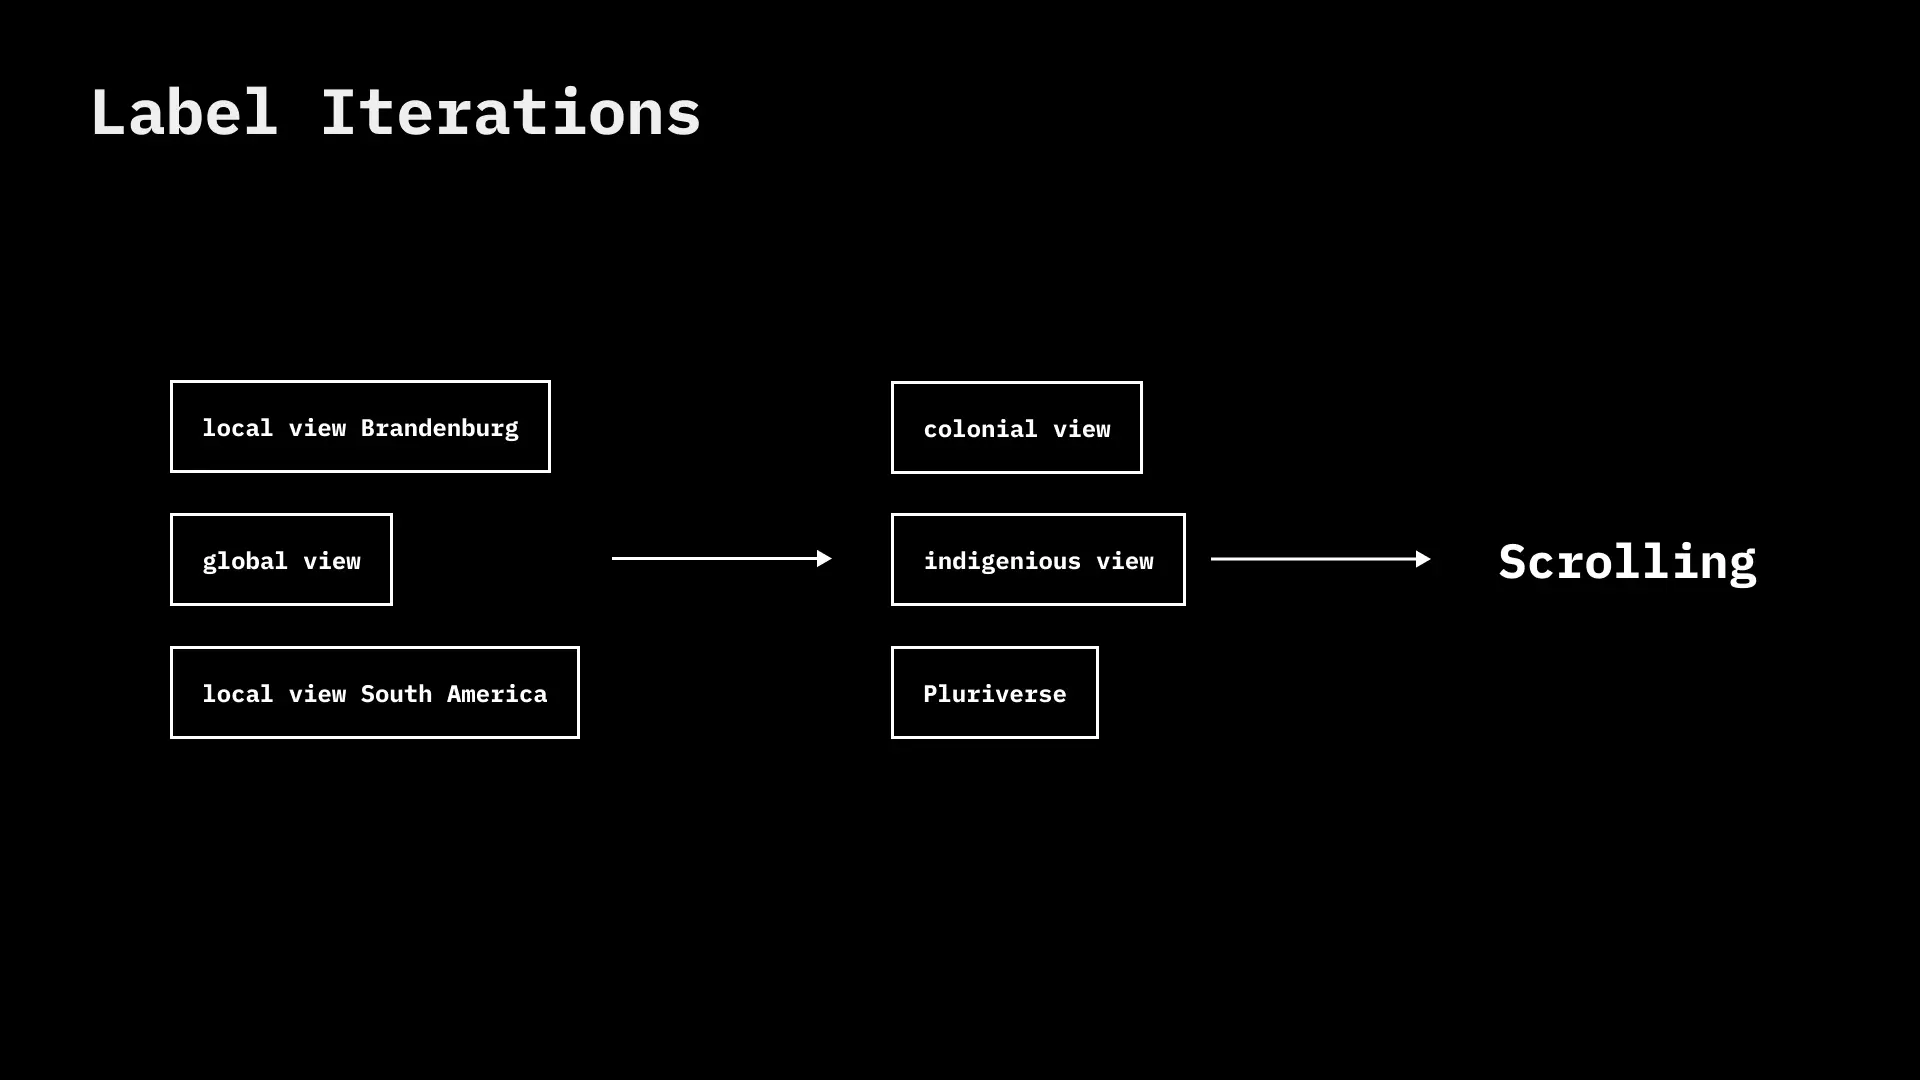 Label Iterations
local view Brandenburg
global view
local view South America
colonial view
indigenious view
Pluriverse
Scrolling